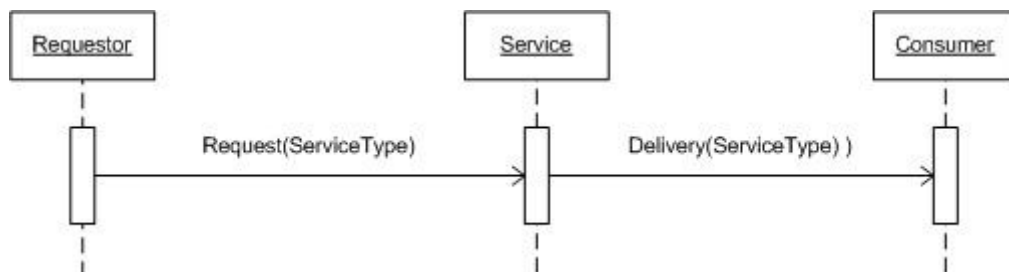 Requestor
Service
Consumer
Request(ServiceType)
Delivery(ServiceType) )